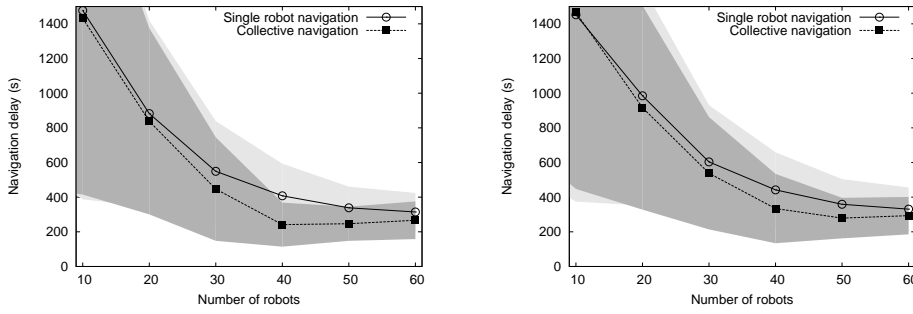 1400
1200
1000
800
600
400
200
0
Navigation delay (s)
Single robot navigation
Collective navigation
10 20 30 40 50 60
Number of robots
1400
1200
1000
800
600
400
200
0
Navigation delay (s)
Single robot navigation
Collective navigation
10 20 30 40 50 60
Number of robots